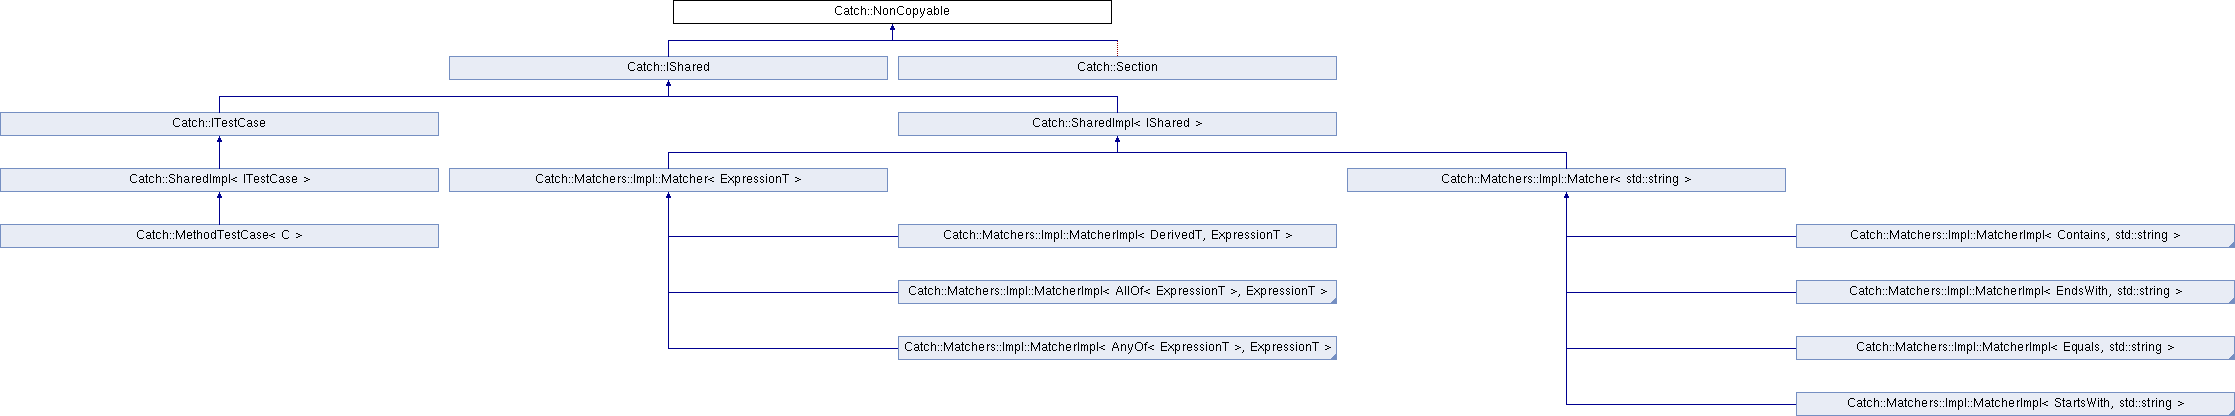 Catch::NonCopyable
Catch::IShared
Catch::Section
Catch::ITestCase
Catch::SharedImpl< IShared >
Catch::SharedImpl< ITestCase >
Catch::Matchers::Impl::Matcher< ExpressionT >
Catch::Matchers::Impl::Matcher< std::string >
Catch::MethodTestCase< C >
Catch::Matchers::Impl::MatcherImpl< DerivedT, ExpressionT >
Catch::Matchers::Impl::MatcherImpl< Contains, std::string >
Catch::Matchers::Impl::MatcherImpl< AllOf< ExpressionT >, ExpressionT >
Catch::Matchers::Impl::MatcherImpl< EndsWith, std::string >
Catch::Matchers::Impl::MatcherImpl< AnyOf< ExpressionT >, ExpressionT >
Catch::Matchers::Impl::MatcherImpl< Equals, std::string >
Catch::Matchers::Impl::MatcherImpl< StartsWith, std::string >